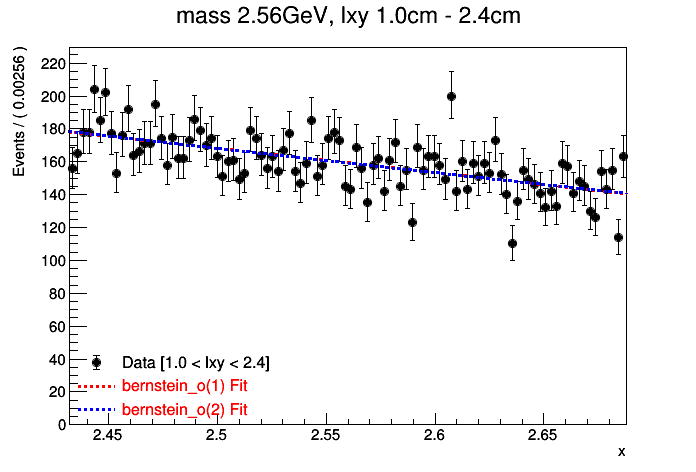 mass 2.56GeV, lxy 1.0cm - 2.4cm
Events / ( 0.00256 )
220
200
180
160
140
120
100
80
60
40
20
0
Data [1.0 < lxy < 2.4]
bernstein_o(1) Fit
bernstein_o(2) Fit
2.45 2.5 2.55 2.6 2.65
x